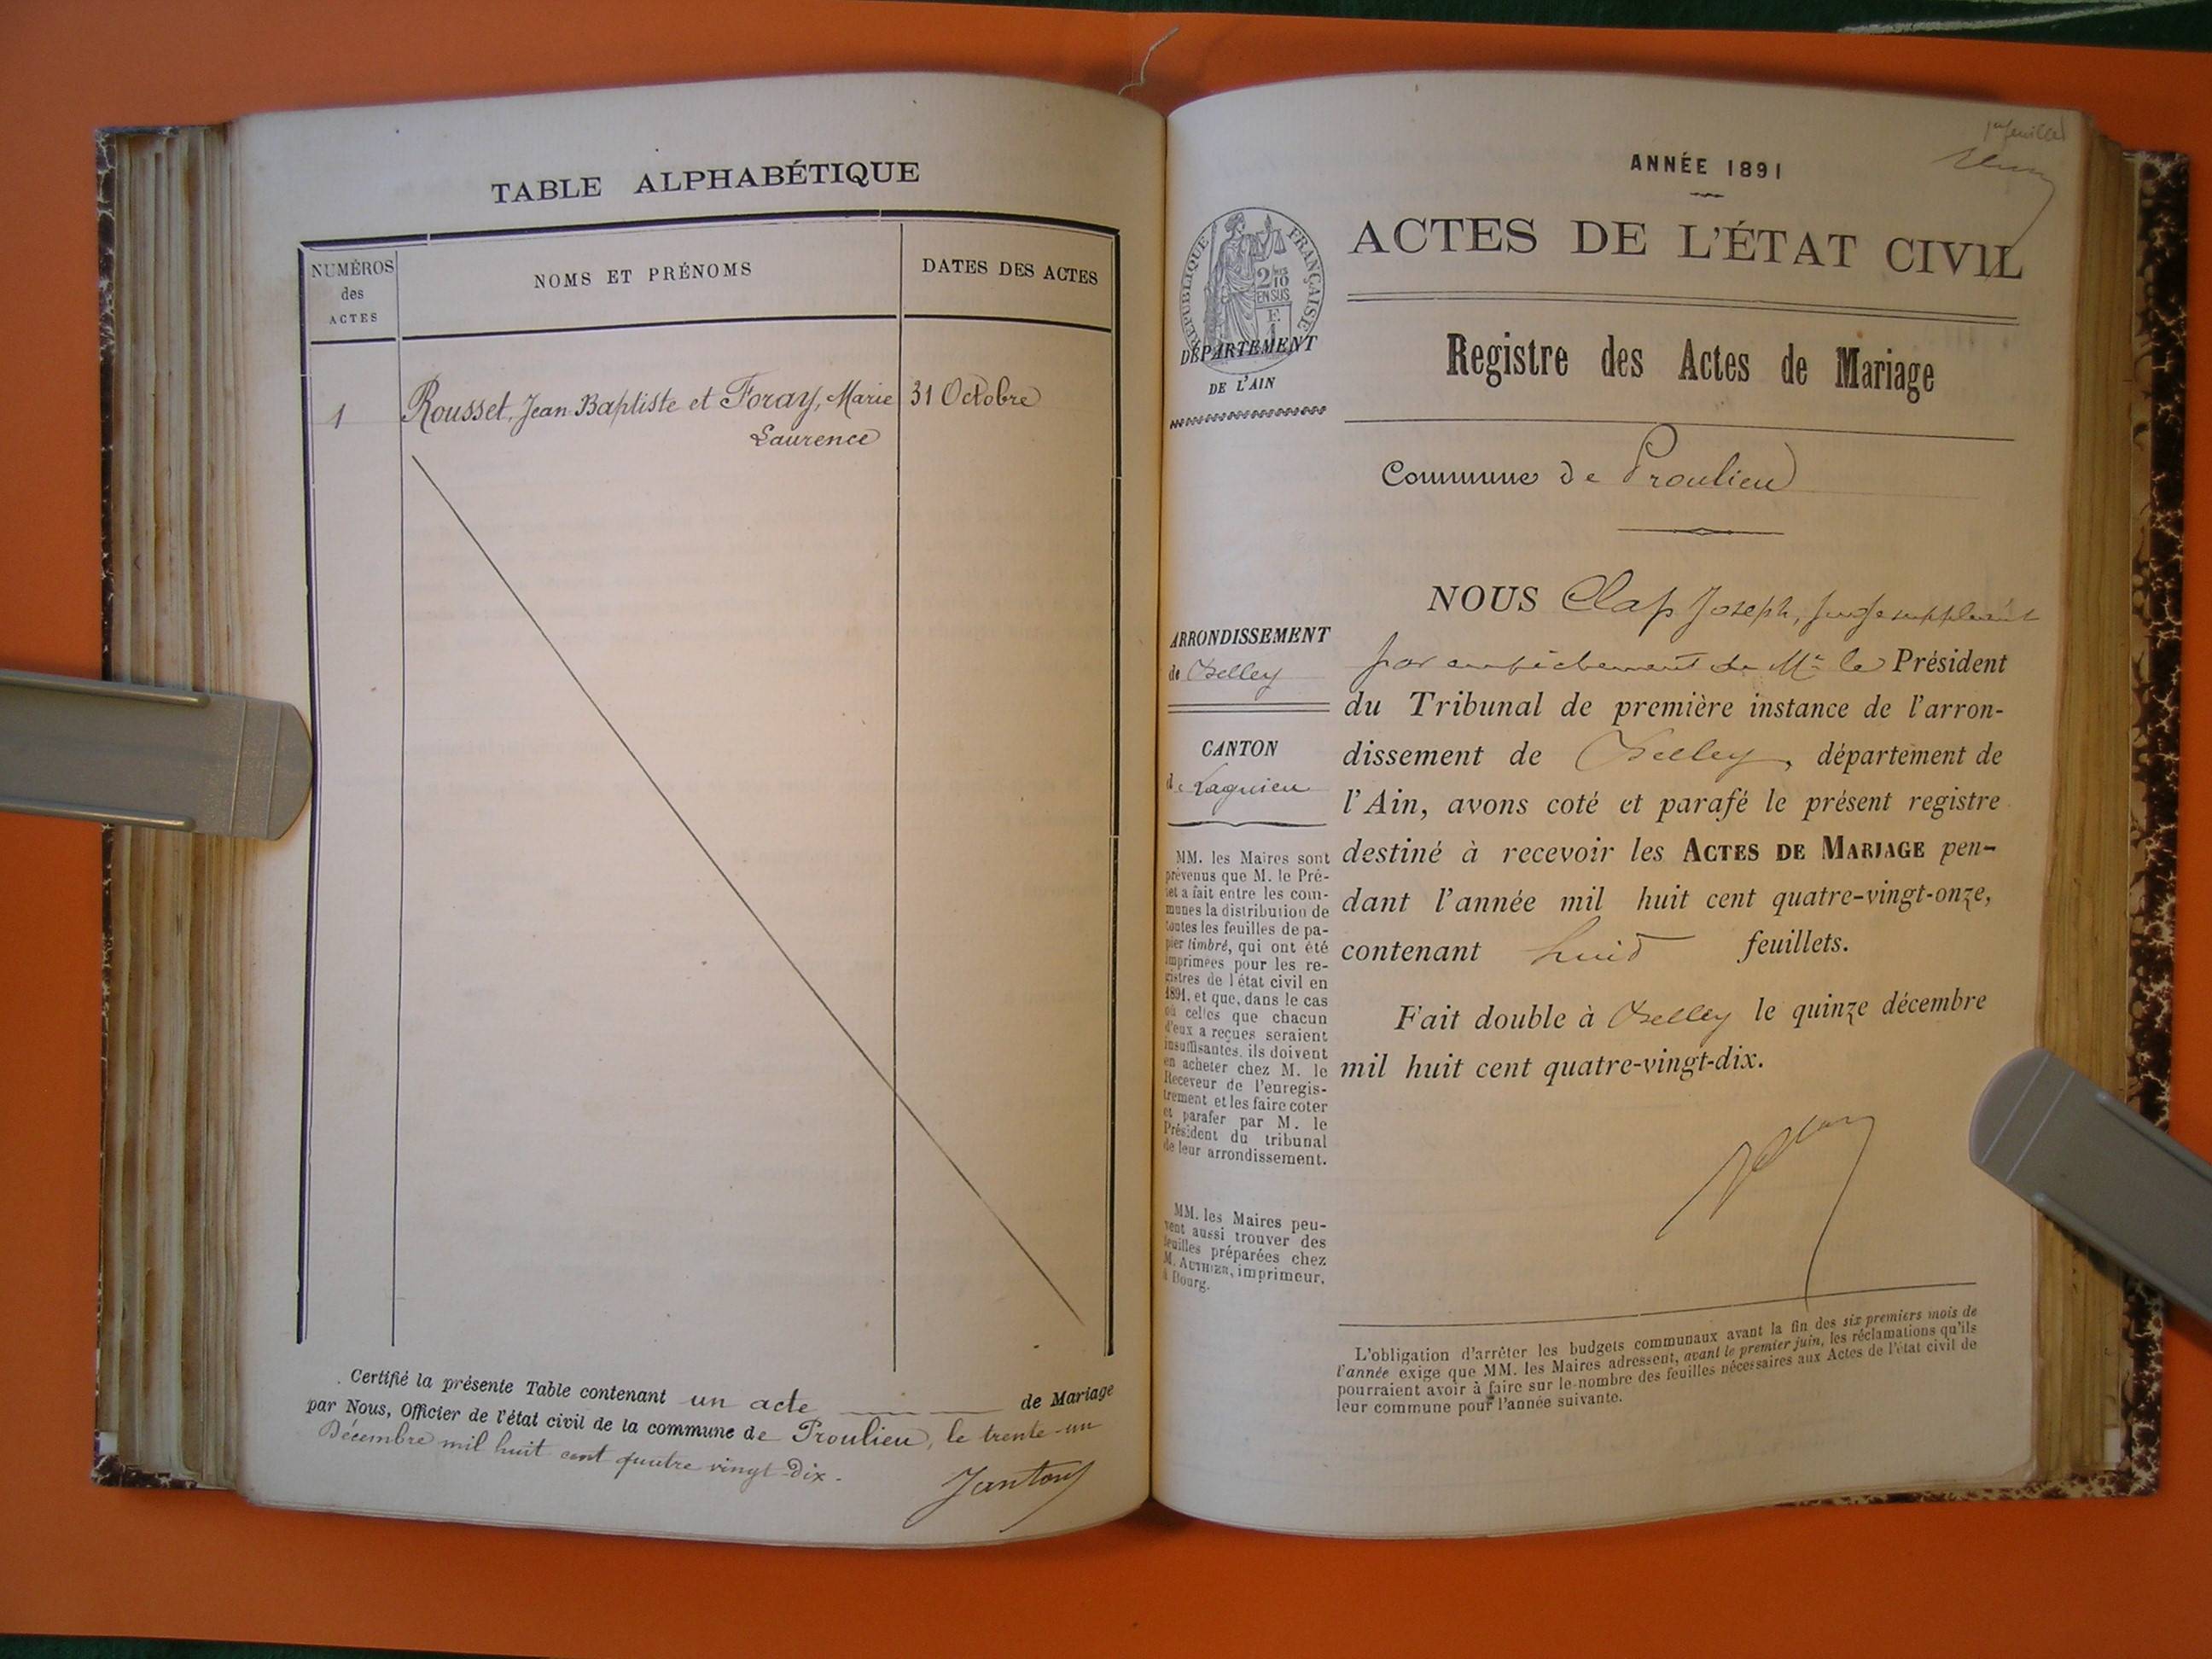 TABLE ALPHABÉTIQUE
NUMÉROS
des
ACTES
NOMS ET PRÉNOMS
DATES DES ACTES
1
Rousset, Jean-Baptiste et Foray, Marie
Laurence
31 Octobre
Certifié la présente Table contenant un acte de Mariage
par Nous, Officier de l'état civil de la commune de Proulieu, le trente-un
Décembre mil huit cent quatre vingt-Dix.
1er feuillet
ANNÉE 1891
ACTES DE L'ÉTAT CIVIL
RÉPUBLIQUE FRANÇAISE
2/10
EN SUS
DÉPARTEMENT
DE L'AIN
Registre des Actes de Mariage
Commune de Proulieu
ARRONDISSEMENT
de Belley
CANTON
de Lagnieu
MM. les Maires sont
prévenus que M. le Pré-
fet a fait entre les com-
munes la distribution de
toutes les feuilles de pa-
pier timbré, qui ont été
imprimées pour les re-
gistres de l'état civil en
1891, et que, dans le cas
où celles que chacun
d'eux a reçues seraient
insuffisantes, ils doivent
en acheter chez M. le
Receveur de l'enregis-
trement et les faire coter
et parafer par M. le
Président du tribunal
de leur arrondissement.
MM. les Maires peu-
vent aussi trouver des
feuilles préparées chez
M. AUTHIER, imprimeur,
à Bourg.
NOUS Clap Joseph, Juge suppléant
par empêchement de Mr le Président
du Tribunal de première instance de l'arron-
dissement de Belley, département de
l'Ain, avons coté et parafé le présent registre
destiné à recevoir les ACTES DE MARIAGE pen-
dant l'année mil huit cent quatre-vingt-onze,
contenant huit feuillets.
Fait double à Belley le quinze décembre
mil huit cent quatre-vingt-dix.
L'obligation d'arrêter les budgets communaux avant la fin des six premiers mois de
l'année exige que MM. les Maires adressent, avant le premier juin, les réclamations qu'ils
pourraient avoir à faire sur le nombre des feuilles nécessaires aux Actes de l'état civil de
leur commune pour l'année suivante.